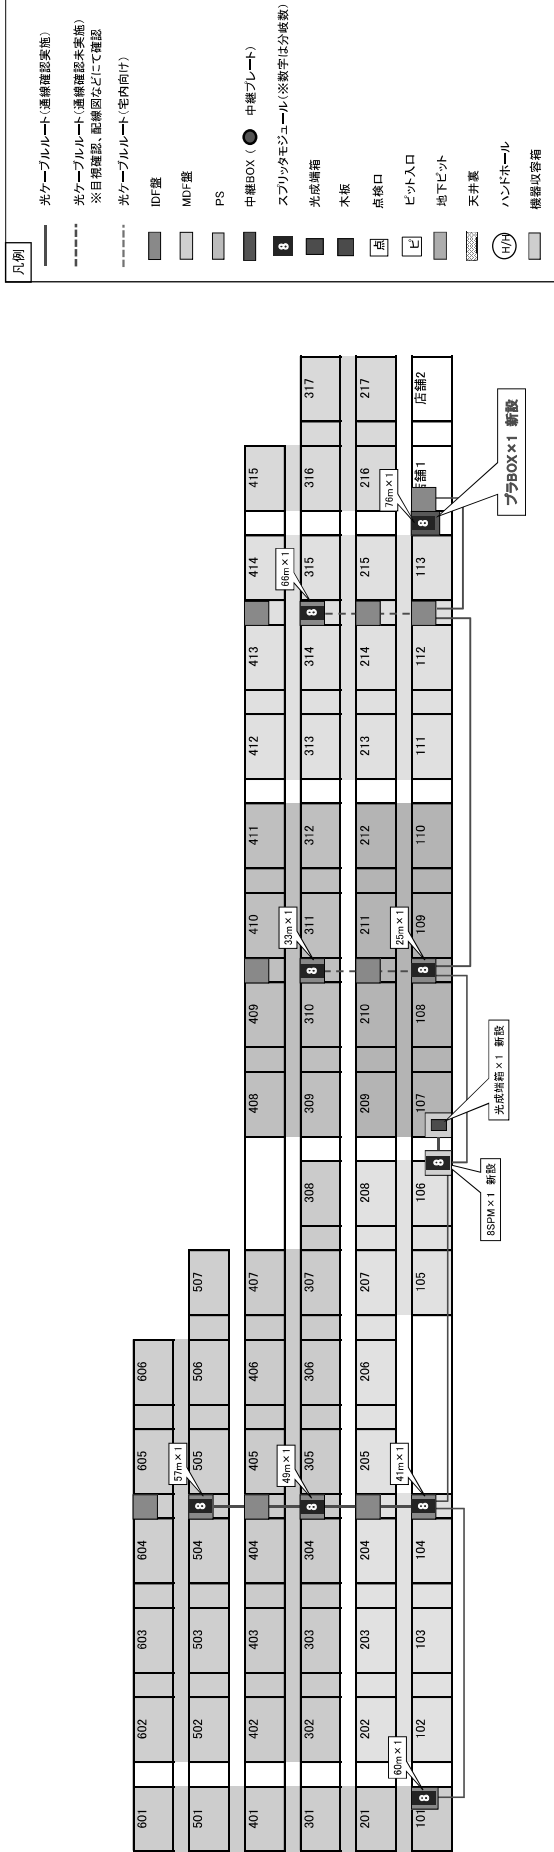 凡例
光ケーブルルート(通線確認実施)
光ケーブルルート(通線確認未実施)
※目視確認、配線図などにて確認
光ケーブルルート(宅内向け)
IDF盤
MDF盤
PS
中継BOX ( 中継プレート)
8 スプリッタモジュール(※数字は分岐数)
光成端箱
木板
点 点検口
ピ ピット入口
地下ピット
天井裏
H/H ハンドホール
機器収容箱
601 602 603 604 605 606
57m×1
501 502 503 504 8 505 506 507
401 402 403 404 405 406 407 408 409 410 411 412 413 414 415
49m×1 33m×1 66m×1
301 302 303 304 8 305 306 307 308 309 310 8 311 312 313 314 8 315 316 317
201 202 203 204 205 206 207 208 209 210 211 212 213 214 215 216 217
60m×1 41m×1 25m×1 76m×1
101 8 102 103 104 8 105 106 8 107 108 8 109 110 111 112 113 8 店舗1 店舗2
8SPM×1 新設
光成端箱×1 新設
プラBOX×1 新設